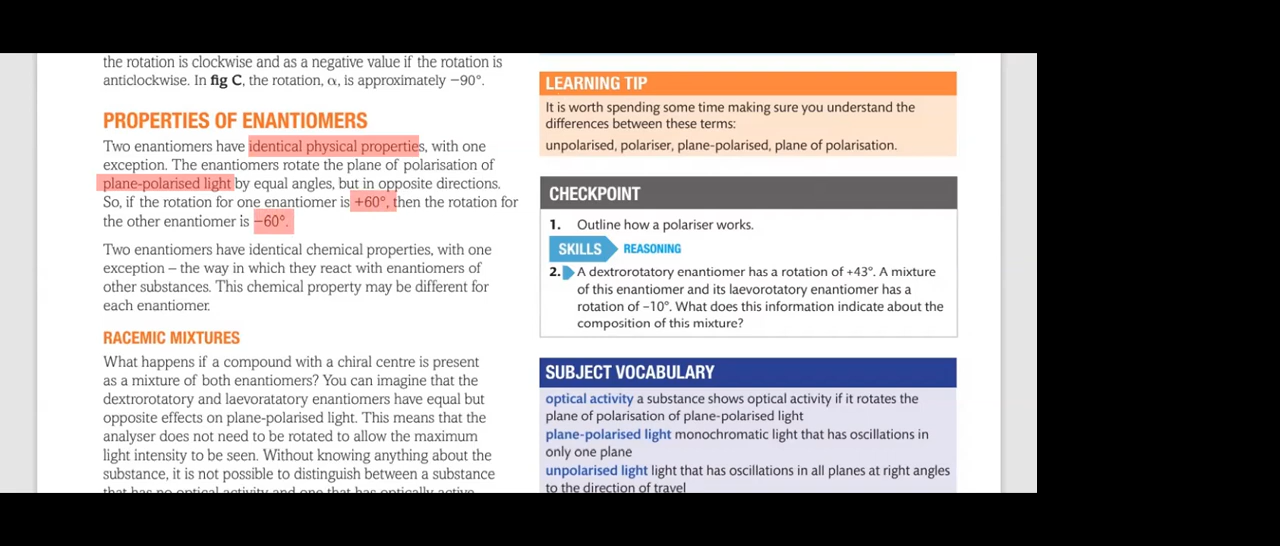 the rotation is clockwise and as a negative value if the rotation is
anticlockwise. In fig C, the rotation, α, is approximately −90°.
PROPERTIES OF ENANTIOMERS
Two enantiomers have identical physical properties, with one
exception. The enantiomers rotate the plane of polarisation of
plane-polarised light by equal angles, but in opposite directions.
So, if the rotation for one enantiomer is +60°, then the rotation for
the other enantiomer is −60°.
Two enantiomers have identical chemical properties, with one
exception – the way in which they react with enantiomers of
other substances. This chemical property may be different for
each enantiomer.
RACEMIC MIXTURES
What happens if a compound with a chiral centre is present
as a mixture of both enantiomers? You can imagine that the
dextrorotatory and laevoratatory enantiomers have equal but
opposite effects on plane-polarised light. This means that the
analyser does not need to be rotated to allow the maximum
light intensity to be seen. Without knowing anything about the
substance, it is not possible to distinguish between a substance
that has no optical activity and one that has optically active
LEARNING TIP
It is worth spending some time making sure you understand the
differences between these terms:
unpolarised, polariser, plane-polarised, plane of polarisation.
CHECKPOINT
1. Outline how a polariser works.
SKILLS REASONING
2. A dextrorotatory enantiomer has a rotation of +43°. A mixture
of this enantiomer and its laevorotatory enantiomer has a
rotation of −10°. What does this information indicate about the
composition of this mixture?
SUBJECT VOCABULARY
optical activity a substance shows optical activity if it rotates the
plane of polarisation of plane-polarised light
plane-polarised light monochromatic light that has oscillations in
only one plane
unpolarised light light that has oscillations in all planes at right angles
to the direction of travel